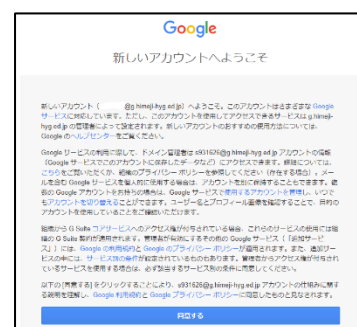 Google
新しいアカウントへようこそ
新しいアカウント（ @g.himeji-hyg.ed.jp）へようこそ。このアカウントはさまざまな Google
サービスに対応しています。ただし、このアカウントを使用してアクセスできるサービスは g.himeji-
hyg.ed.jp の管理者によって設定されます。新しいアカウントのおすすめの使用方法については、
Google のヘルプセンターをご覧ください。
Google サービスの利用に際して、ドメイン管理者は s931626@g.himeji-hyg.ed.jp アカウントの情報
（Google サービスでこのアカウントに保存したデータなど）にアクセスできます。詳細については、
こちらをご覧いただくか、組織のプライバシー ポリシーを参照してください（存在する場合）。メー
ルを含む Google サービスを個人的に使用する場合は、アカウントを別に保持することもできます。複
数の Google アカウントをお持ちの場合は、Google サービスで使用するアカウントを管理し、いつで
もアカウントを切り替えることができます。ユーザー名とプロフィール画像を確認することで、目的の
アカウントを使用していることをご確認いただけます。
組織から G Suite コアサービスへのアクセス権が付与されている場合、これらのサービスの使用には組
織の G Suite 契約が適用されます。管理者が有効にするその他の Google サービス（「追加サービ
ス」）には、Google の利用規約と Google のプライバシー ポリシーが適用されます。また、追加サー
ビスの中には、サービス別の条件が設定されているものもあります。管理者からアクセス権が付与され
ているサービスを使用する場合は、必ず該当するサービス別の条件に同意してください。
以下の [同意する] をクリックすることにより、s931626@g.himeji-hyg.ed.jp アカウントの仕組みに関す
る説明を理解し、Google 利用規約と Google プライバシー ポリシーに同意したものと見なされます。
同意する